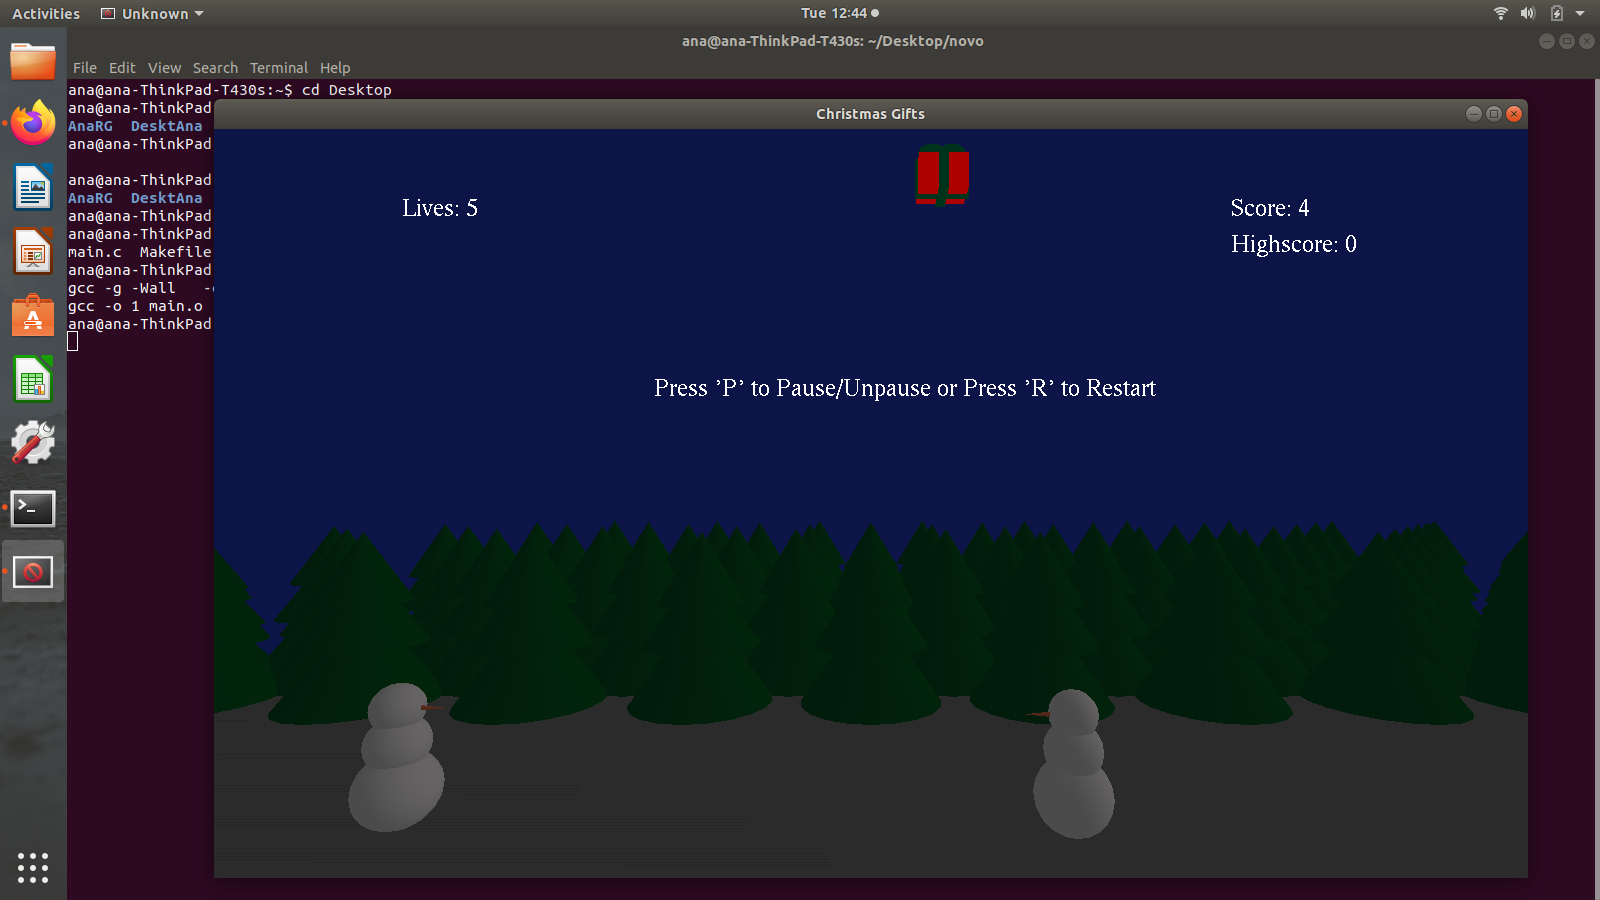 Activities
Unknown
Tue 12:44
ana@ana-ThinkPad-T430s: ~/Desktop/novo
File Edit View Search Terminal Help
ana@ana-ThinkPad-T430s:~$ cd Desktop
ana@ana-ThinkPad
AnaRG DesktAna
ana@ana-ThinkPad
ana@ana-ThinkPad
AnaRG DesktAna
ana@ana-ThinkPad
ana@ana-ThinkPad
main.c Makefile
ana@ana-ThinkPad
gcc -g -Wall
gcc -o 1 main.o
ana@ana-ThinkPad
Christmas Gifts
Lives: 5
Score: 4
Highscore: 0
Press ’P’ to Pause/Unpause or Press ’R’ to Restart